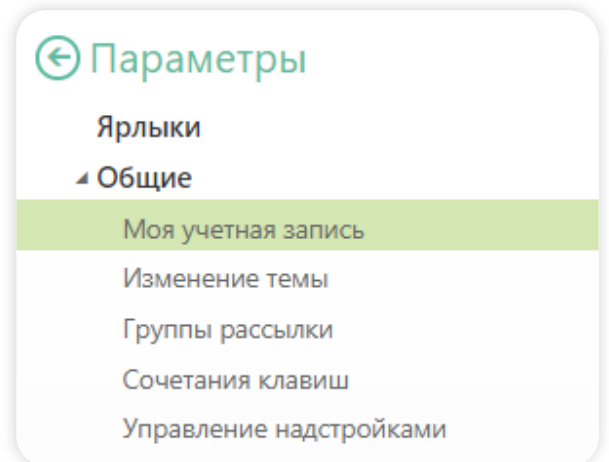 Параметры
Ярлыки
Общие
Моя учетная запись
Изменение темы
Группы рассылки
Сочетания клавиш
Управление надстройками